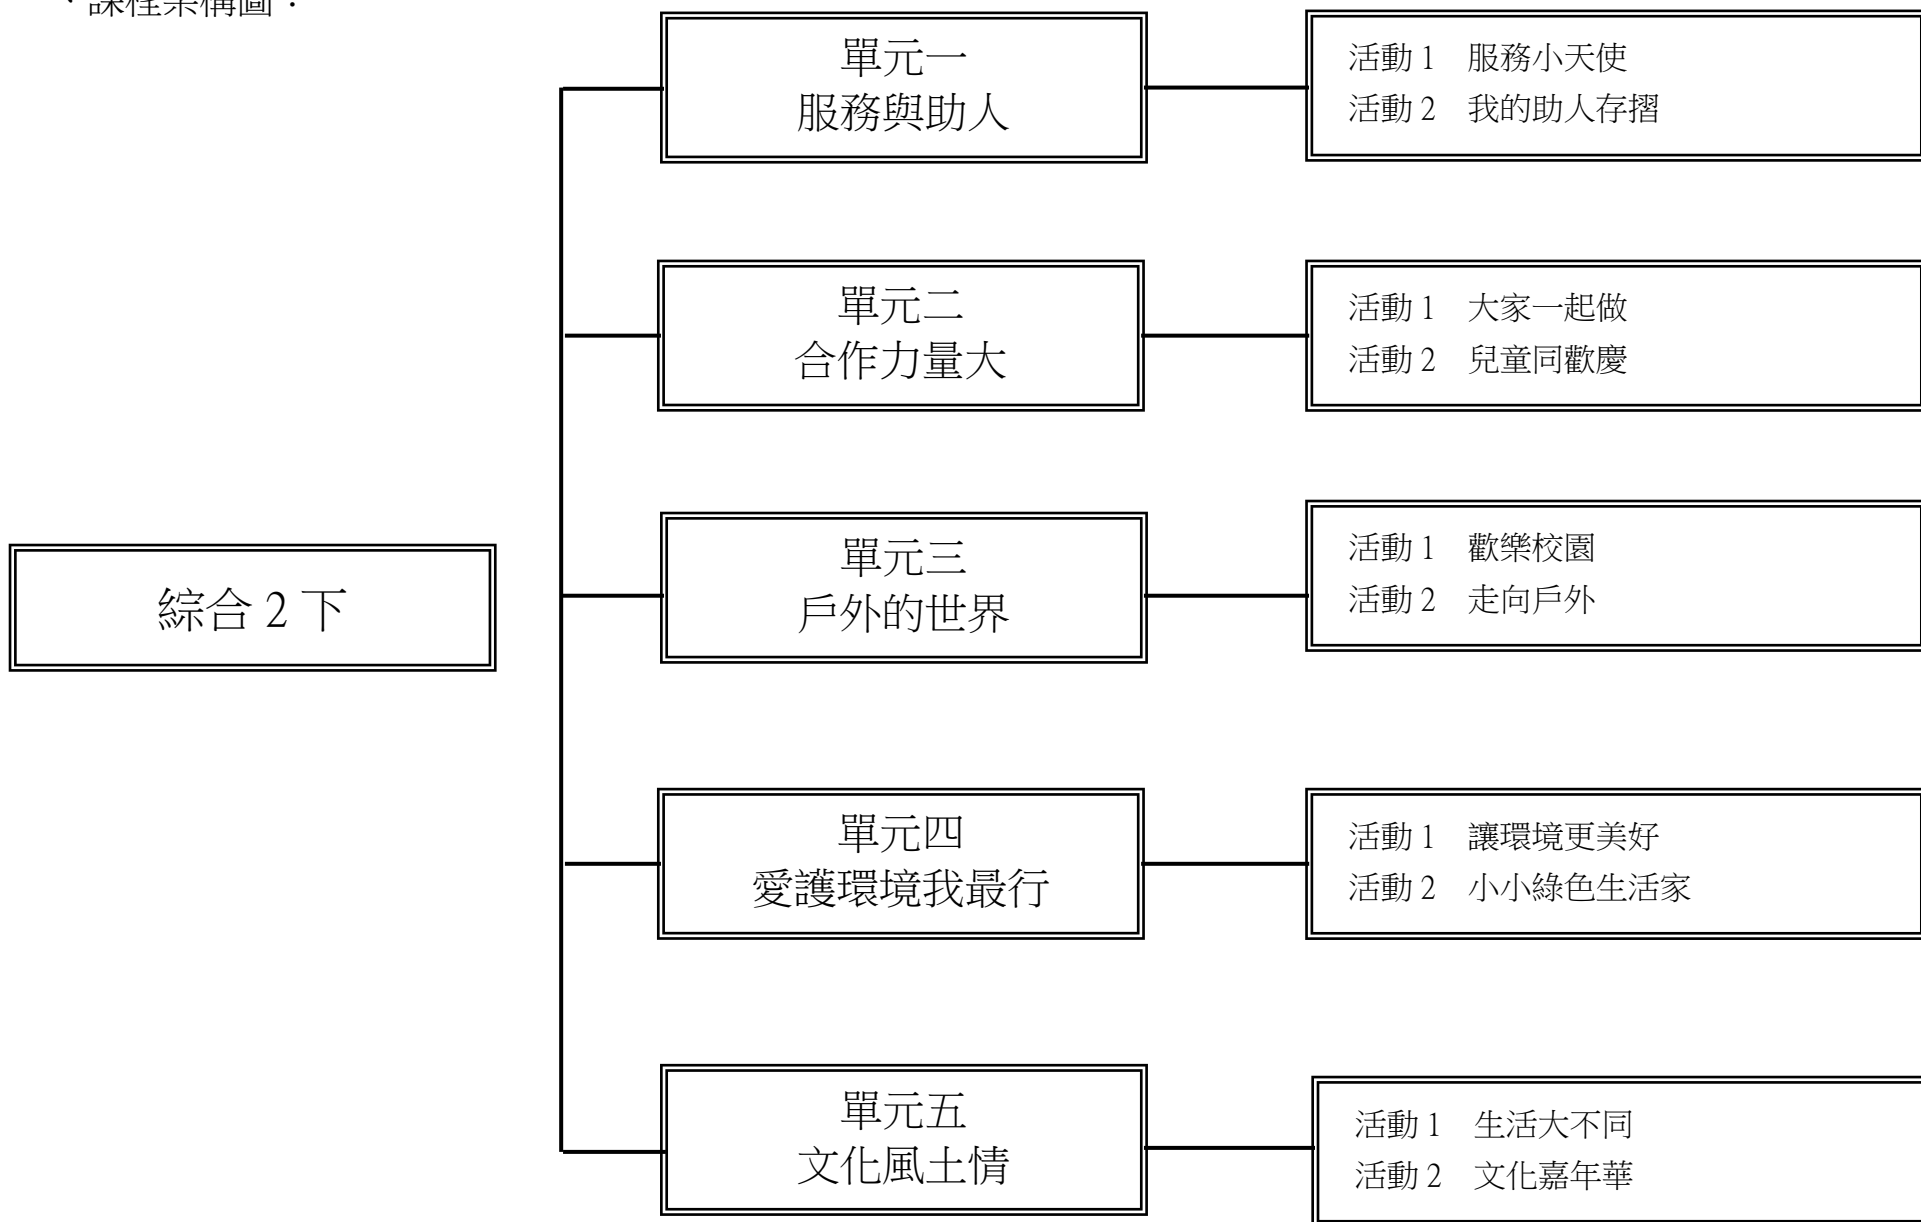 、課程架構圖：
單元一
服務與助人
活動 1　服務小天使
活動 2　我的助人存摺
單元二
合作力量大
活動 1　大家一起做
活動 2　兒童同歡慶
綜合 2 下
單元三
戶外的世界
活動 1　歡樂校園
活動 2　走向戶外
單元四
愛護環境我最行
活動 1　讓環境更美好
活動 2　小小綠色生活家
單元五
文化風土情
活動 1　生活大不同
活動 2　文化嘉年華